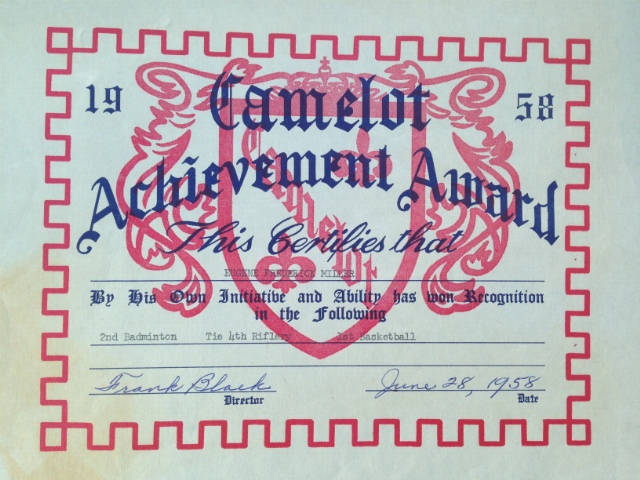 19 58
Camelot
Achievement Award
This Certifies that
EUGENE FREDERICK MILLER
By His Own Initiative and Ability has won Recognition
in the Following
2nd Badminton Tie 4th Riflery 1st Basketball
Frank Black June 28, 1958
Director Date